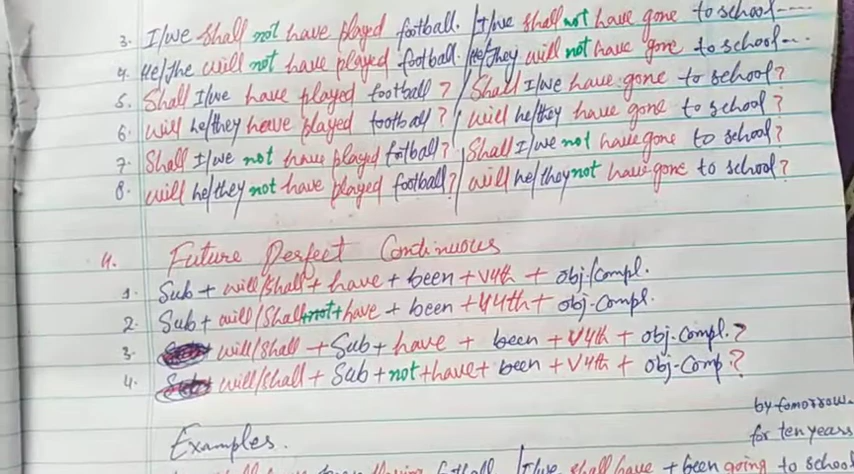 3. I/we shall not have played football. / I/we shall not have gone to school----
4. He/the will not have played football. He/they will not have gone to school--.
5. Shall I/we have played football? / Shall I/we have gone to school?
6. will he/they have played football? / will he/they have gone to school?
7. Shall I/we not have played football? / Shall I/we not have gone to school?
8. will he/they not have played football? / will he/they not have gone to school?
4. Future Perfect Continuous
1. Sub + will/shall + have + been + V4th + obj/compl.
2. Sub + will/shall + not + have + been + V4th + obj-compl.
3. will/shall + Sub + have + been + V4th + obj.compl.?
4. will/shall + Sub + not + have + been + V4th + obj-comp.?
by tomorrow.
for ten years
Examples.
I/we shall have + been going to school